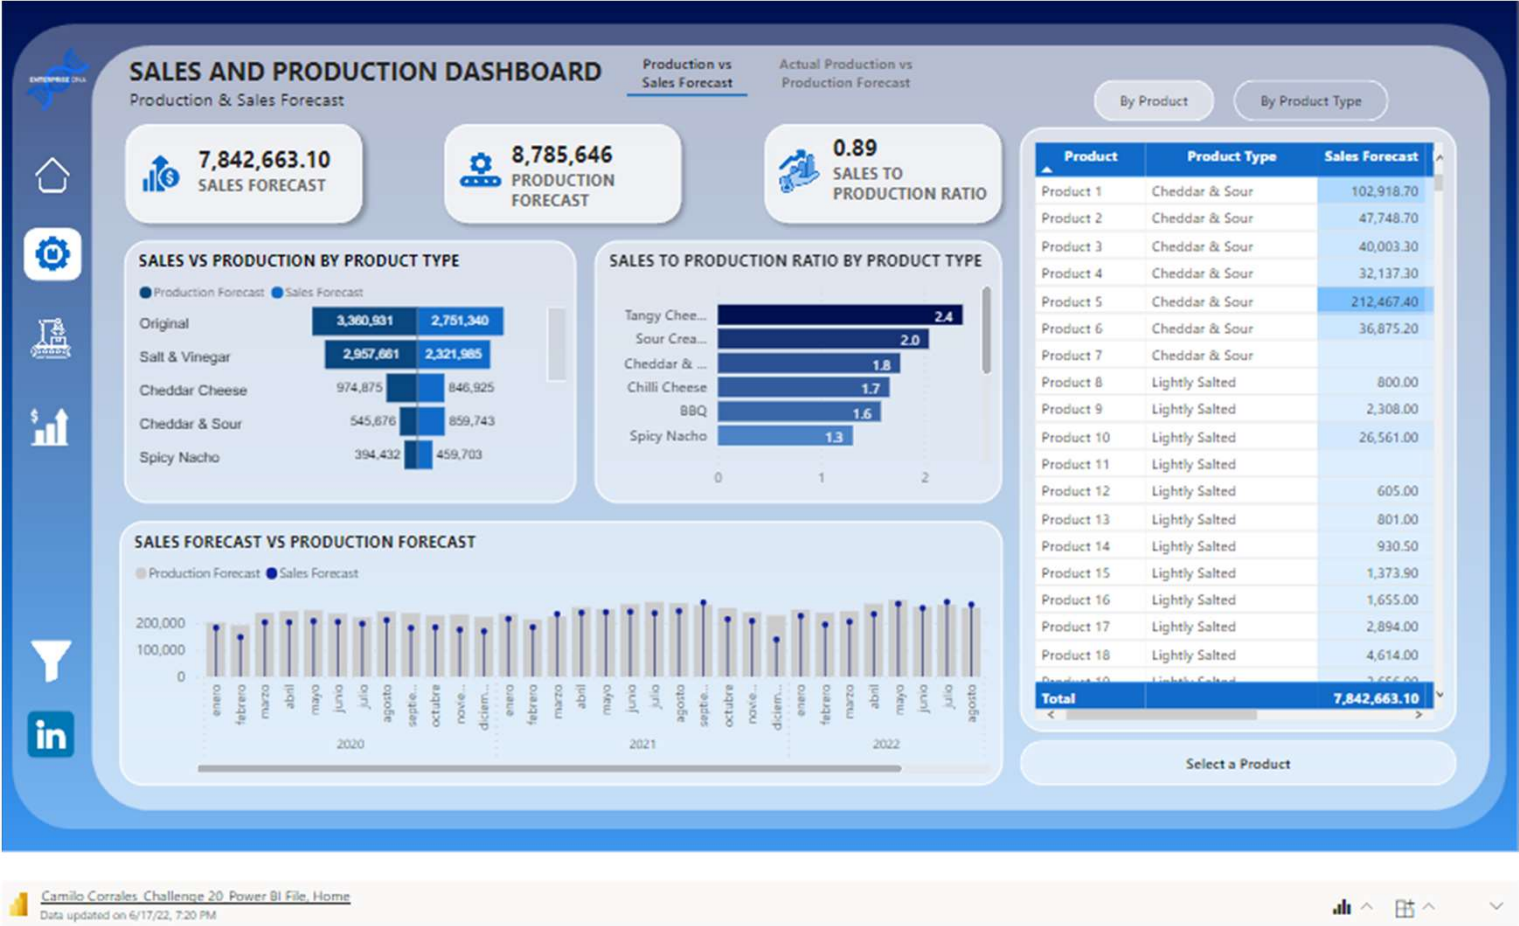 ENTERPRISE DNA
SALES AND PRODUCTION DASHBOARD
Production & Sales Forecast
Production vs
Sales Forecast
Actual Production vs
Production Forecast
By Product
By Product Type
7,842,663.10
SALES FORECAST
8,785,646
PRODUCTION
FORECAST
0.89
SALES TO
PRODUCTION RATIO
SALES VS PRODUCTION BY PRODUCT TYPE
Production Forecast Sales Forecast
Original 3,360,931 2,751,340
Salt & Vinegar 2,957,661 2,321,985
Cheddar Cheese 974,875 846,925
Cheddar & Sour 545,676 859,743
Spicy Nacho 394,432 459,703
SALES TO PRODUCTION RATIO BY PRODUCT TYPE
Tangy Chee... 2.4
Sour Crea... 2.0
Cheddar & ... 1.8
Chilli Cheese 1.7
BBQ 1.6
Spicy Nacho 1.3
0 1 2
SALES FORECAST VS PRODUCTION FORECAST
Production Forecast Sales Forecast
200,000
100,000
0
enero febrero marzo abril mayo junio julio agosto septie... octubre novie... diciem... enero febrero marzo abril mayo junio julio agosto septie... octubre novie... diciem... enero febrero marzo abril mayo junio julio agosto
2020 2021 2022
Product Product Type Sales Forecast
Product 1 Cheddar & Sour 102,918.70
Product 2 Cheddar & Sour 47,748.70
Product 3 Cheddar & Sour 40,003.30
Product 4 Cheddar & Sour 32,137.30
Product 5 Cheddar & Sour 212,467.40
Product 6 Cheddar & Sour 36,875.20
Product 7 Cheddar & Sour
Product 8 Lightly Salted 800.00
Product 9 Lightly Salted 2,308.00
Product 10 Lightly Salted 26,561.00
Product 11 Lightly Salted
Product 12 Lightly Salted 605.00
Product 13 Lightly Salted 801.00
Product 14 Lightly Salted 930.50
Product 15 Lightly Salted 1,373.90
Product 16 Lightly Salted 1,655.00
Product 17 Lightly Salted 2,894.00
Product 18 Lightly Salted 4,614.00
Product 19 Lightly Salted 2,656.00
Total 7,842,663.10
Select a Product
in
Camilo Corrales_Challenge 20_Power BI File, Home
Data updated on 6/17/22, 7:20 PM